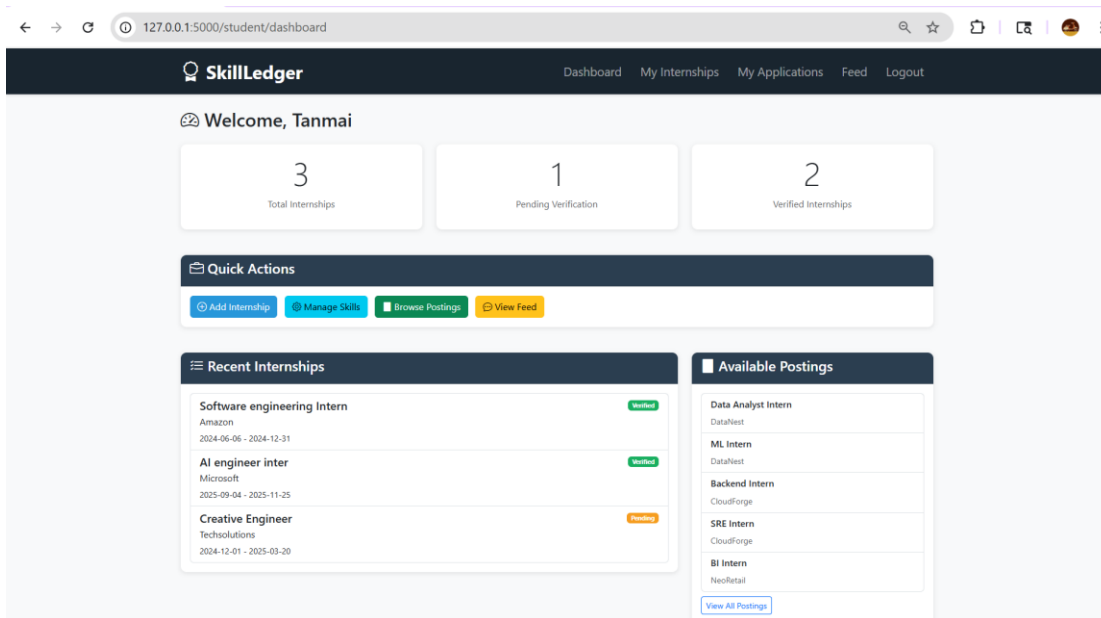 127.0.0.1:5000/student/dashboard
SkillLedger
Dashboard My Internships My Applications Feed Logout
Welcome, Tanmai
3
Total Internships
1
Pending Verification
2
Verified Internships
Quick Actions
Add Internship Manage Skills Browse Postings View Feed
Recent Internships
Software engineering Intern Verified
Amazon
2024-06-06 - 2024-12-31
AI engineer inter Verified
Microsoft
2025-09-04 - 2025-11-25
Creative Engineer Pending
Techsolutions
2024-12-01 - 2025-03-20
Available Postings
Data Analyst Intern
DataNest
ML Intern
DataNest
Backend Intern
CloudForge
SRE Intern
CloudForge
BI Intern
NeoRetail
View All Postings